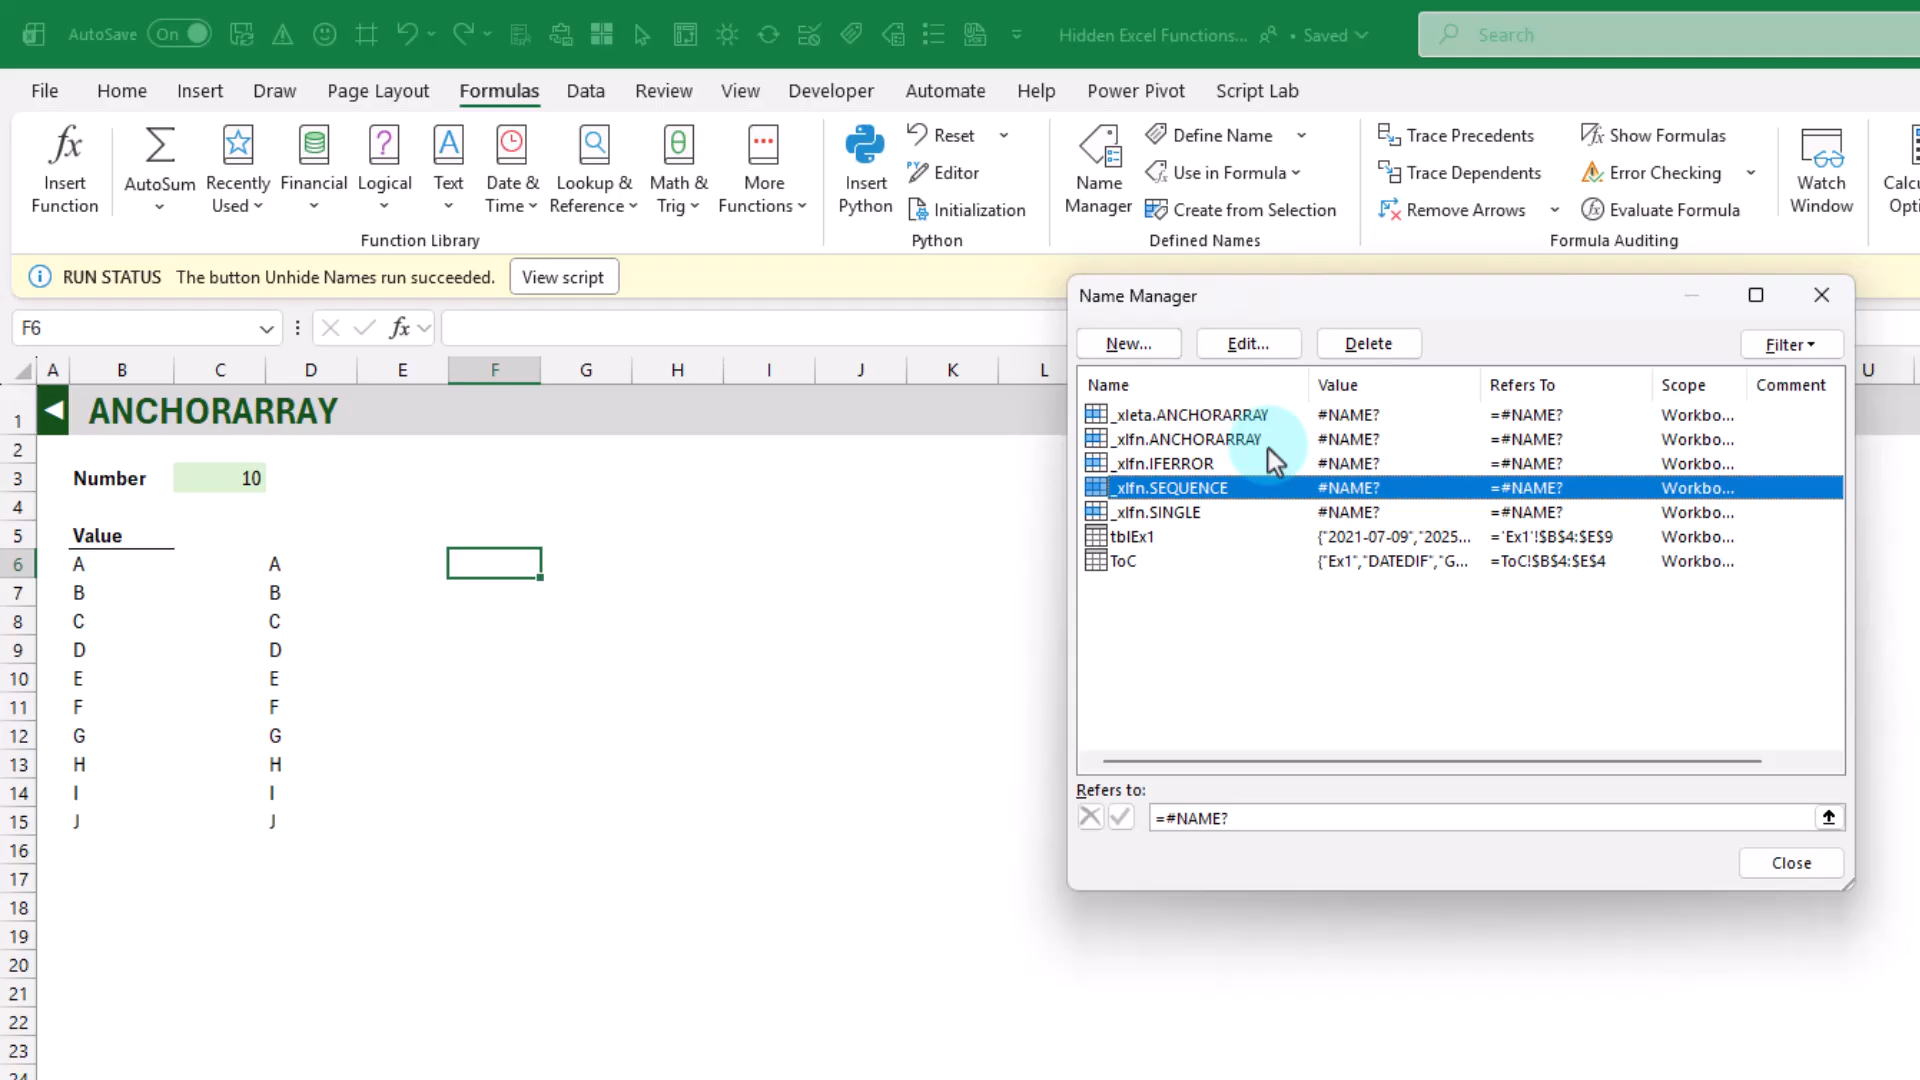 AutoSave On Hidden Excel Functions... • Saved Search
File Home Insert Draw Page Layout Formulas Data Review View Developer Automate Help Power Pivot Script Lab
Insert Function AutoSum Recently Used Financial Logical Text Date & Time Lookup & Reference Math & Trig More Functions
Function Library
Insert Python Reset Editor Initialization
Python
Name Manager Define Name Use in Formula Create from Selection
Defined Names
Trace Precedents Trace Dependents Remove Arrows Show Formulas Error Checking Evaluate Formula
Formula Auditing
Watch Window
RUN STATUS The button Unhide Names run succeeded. View script
F6 fx
A B C D E F G H I J K L U
1 ANCHORARRAY
2
3 Number 10
4
5 Value
6 A A
7 B B
8 C C
9 D D
10 E E
11 F F
12 G G
13 H H
14 I I
15 J J
16
17
18
19
20
21
22
23
24
Name Manager
New... Edit... Delete Filter
Name Value Refers To Scope Comment
_xleta.ANCHORARRAY #NAME? =#NAME? Workbo...
_xlfn.ANCHORARRAY #NAME? =#NAME? Workbo...
_xlfn.IFERROR #NAME? =#NAME? Workbo...
_xlfn.SEQUENCE #NAME? =#NAME? Workbo...
_xlfn.SINGLE #NAME? =#NAME? Workbo...
tblEx1 {"2021-07-09","2025... ='Ex1'!$B$4:$E$9 Workbo...
ToC {"Ex1","DATEDIF","G... =ToC!$B$4:$E$4 Workbo...
Refers to:
=#NAME?
Close